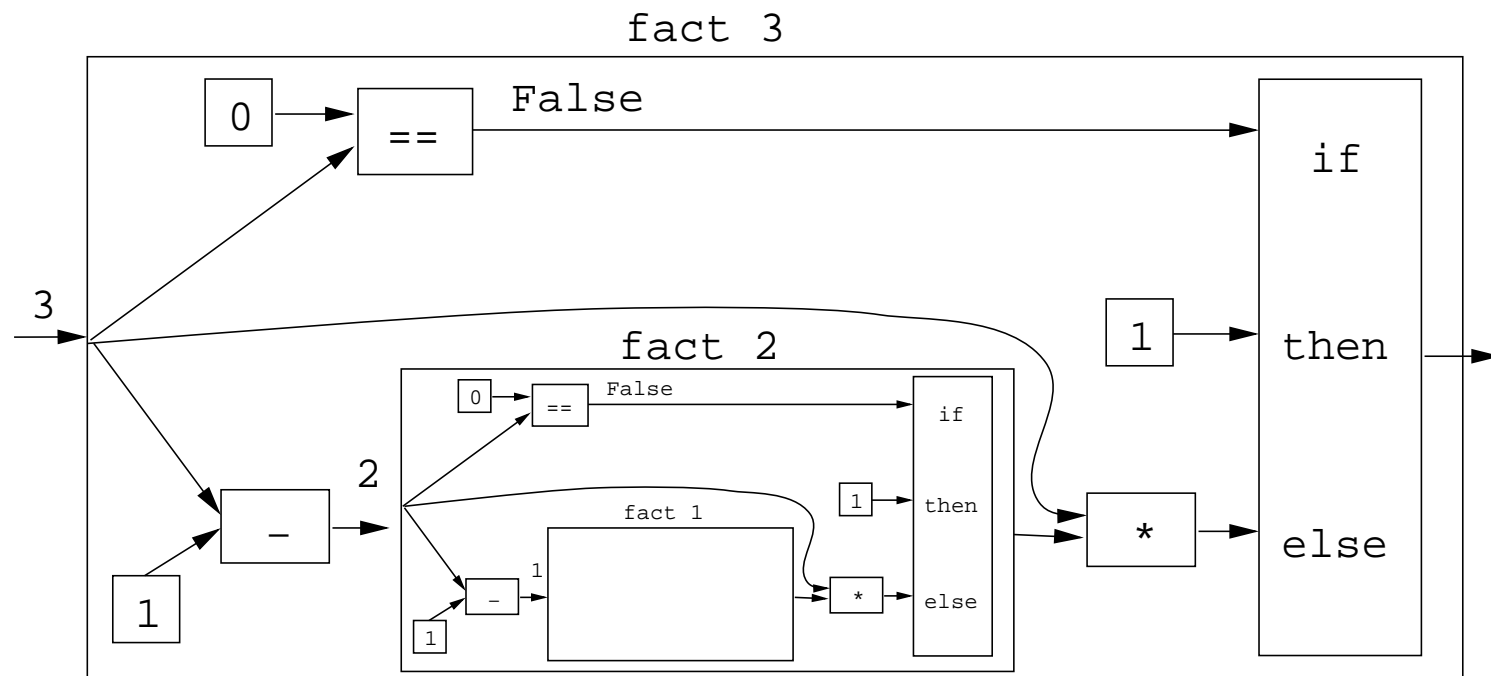 fact 3
0
==
False
if
3
1
then
fact 2
0
==
False
if
2
1
then
fact 1
-
*
else
1
-
*
else
1
1